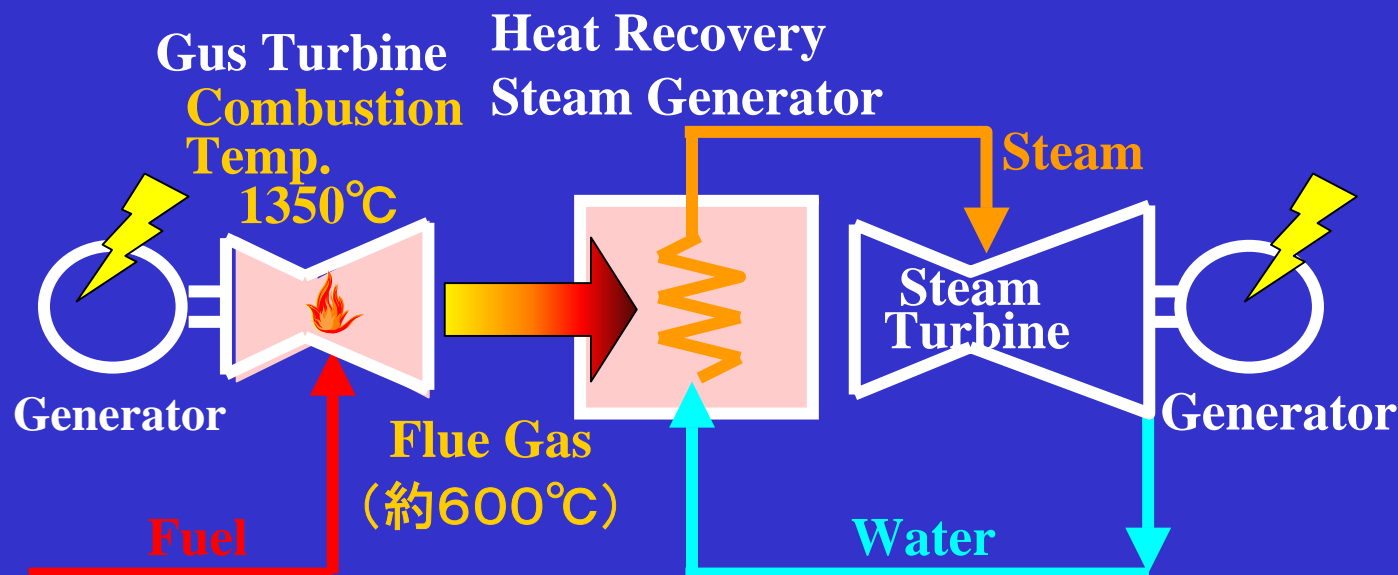 Gus Turbine
Combustion
Temp.
1350℃
Heat Recovery
Steam Generator
Steam
Steam
Turbine
Generator
Generator
Flue Gas
（約600℃）
Fuel
Water